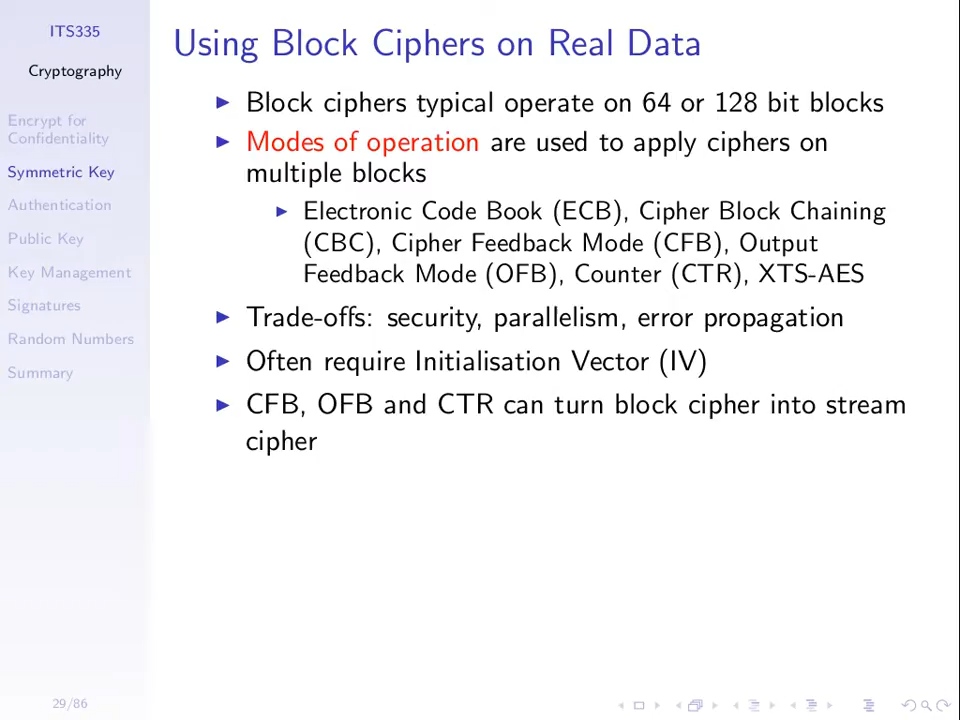 ITS335
Cryptography
Encrypt for
Confidentiality
Symmetric Key
Authentication
Public Key
Key Management
Signatures
Random Numbers
Summary
29/86
Using Block Ciphers on Real Data
Block ciphers typical operate on 64 or 128 bit blocks
Modes of operation are used to apply ciphers on
multiple blocks
Electronic Code Book (ECB), Cipher Block Chaining
(CBC), Cipher Feedback Mode (CFB), Output
Feedback Mode (OFB), Counter (CTR), XTS-AES
Trade-offs: security, parallelism, error propagation
Often require Initialisation Vector (IV)
CFB, OFB and CTR can turn block cipher into stream
cipher